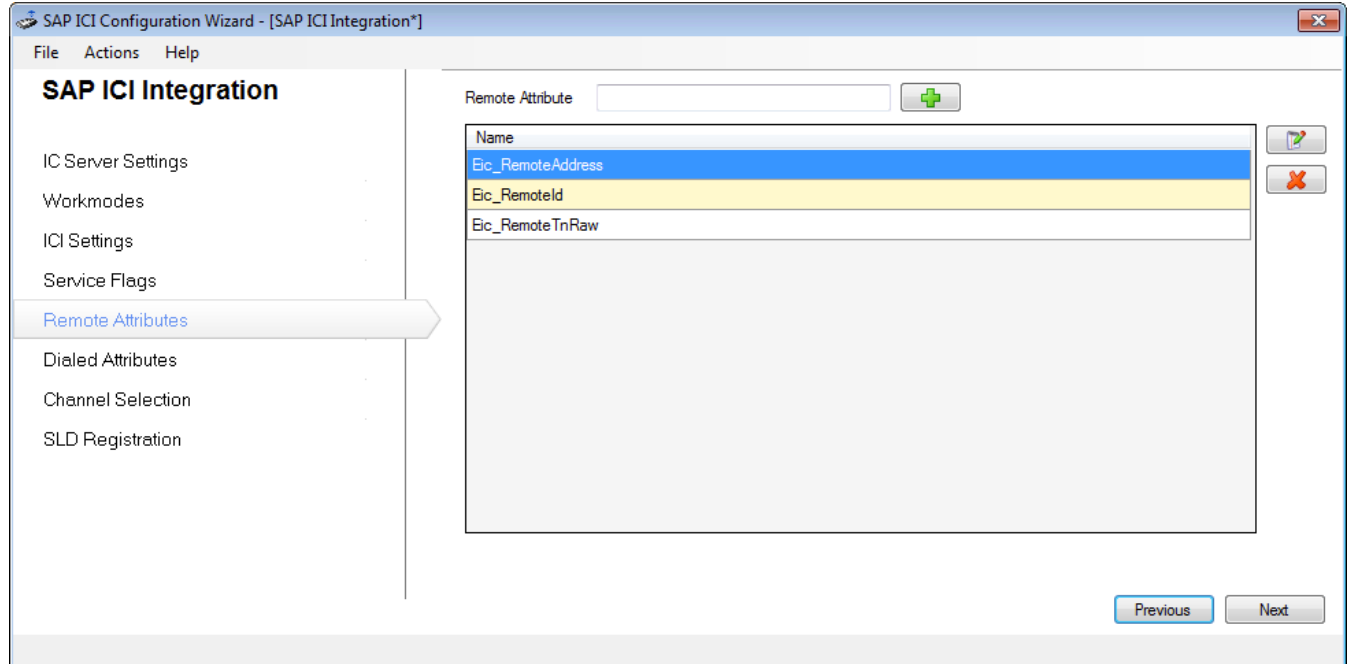 SAP ICI Configuration Wizard - [SAP ICI Integration*]
File Actions Help
SAP ICI Integration
IC Server Settings
Workmodes
ICI Settings
Service Flags
Remote Attributes
Dialed Attributes
Channel Selection
SLD Registration
Remote Attribute
Name
Eic_RemoteAddress
Eic_RemoteId
Eic_RemoteTnRaw
Previous Next